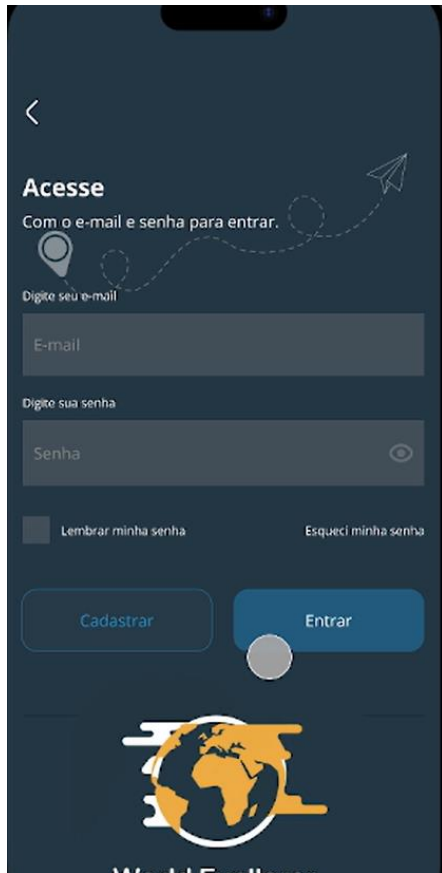 Acesse
Com o e-mail e senha para entrar.
Digite seu e-mail
E-mail
Digite sua senha
Senha
Lembrar minha senha
Esqueci minha senha
Cadastrar
Entrar